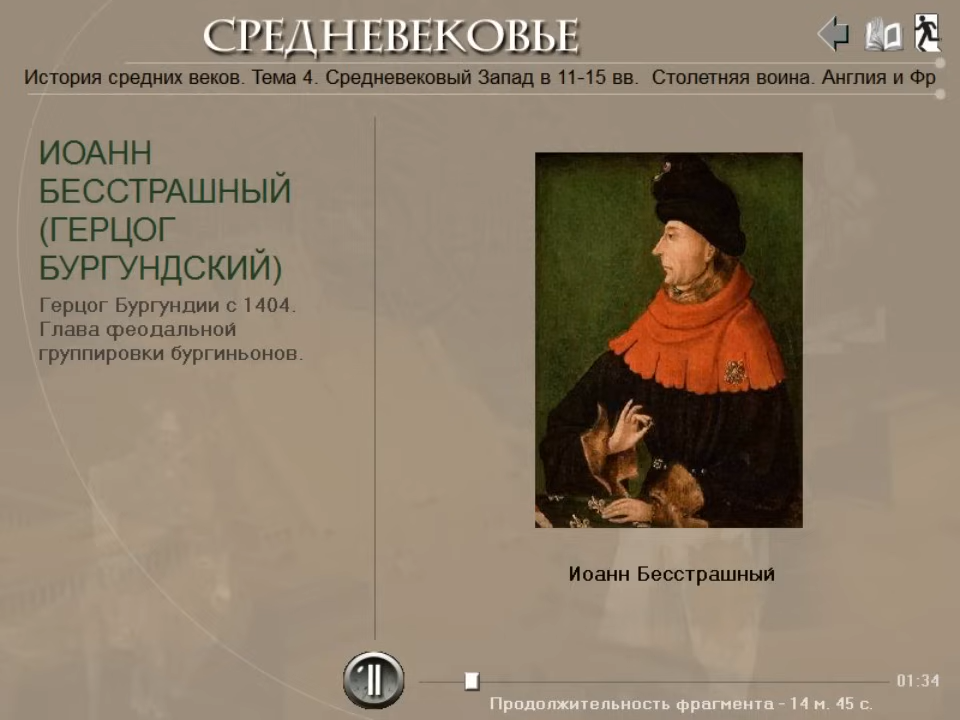 СРЕДНЕВЕКОВЬЕ
История средних веков. Тема 4. Средневековый Запад в 11-15 вв. Столетняя воина. Англия и Фр
ИОАНН
БЕССТРАШНЫЙ
(ГЕРЦОГ
БУРГУНДСКИЙ)
Герцог Бургундии с 1404.
Глава феодальной
группировки бургиньонов.
Иоанн Бесстрашный
01:34
Продолжительность фрагмента - 14 м. 45 с.